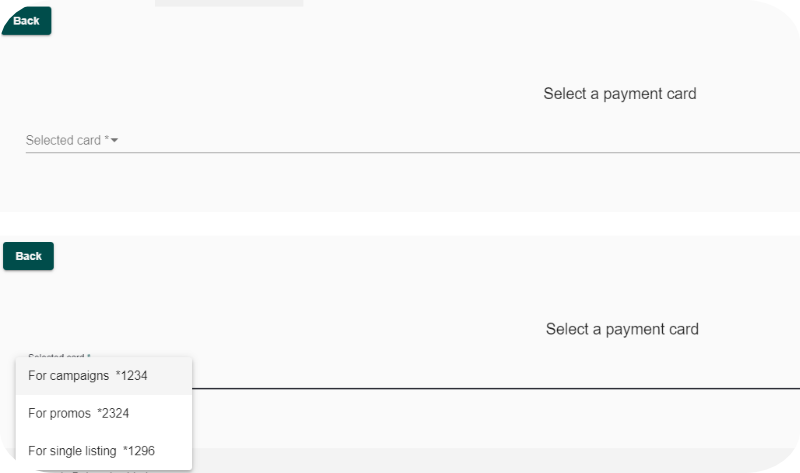 Back
Select a payment card
Selected card *
Back
Select a payment card
Selected card *
For campaigns *1234
For promos *2324
For single listing *1296